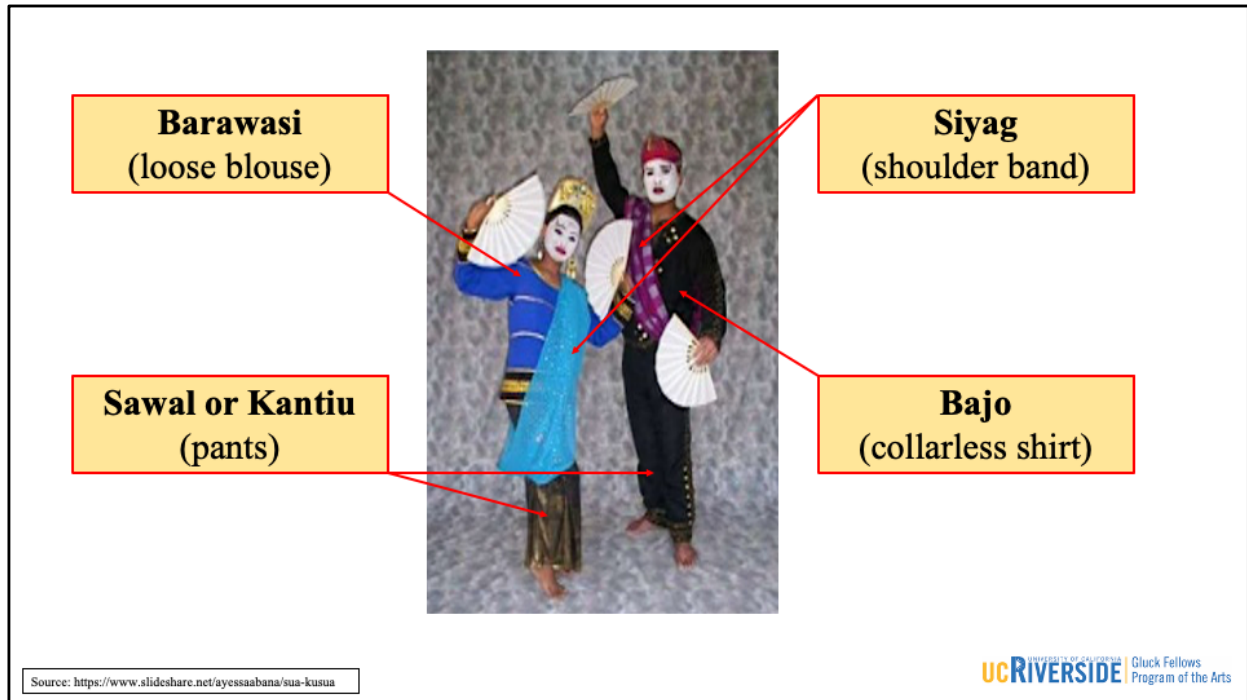 Barawasi
(loose blouse)
Siyag
(shoulder band)
Sawal or Kantiu
(pants)
Bajo
(collarless shirt)
Source: https://www.slideshare.net/ayessaabana/sua-kusua
UNIVERSITY OF CALIFORNIA
UCRIVERSIDE
Gluck Fellows
Program of the Arts